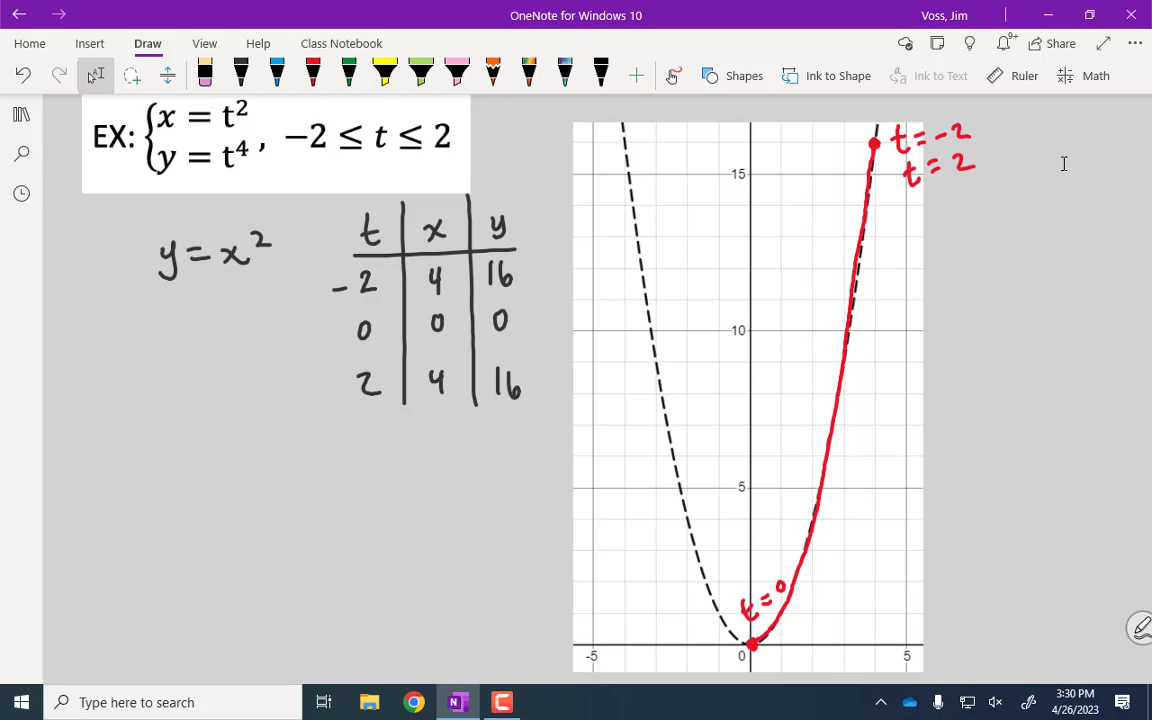 OneNote for Windows 10
Voss, Jim
Home Insert Draw View Help Class Notebook
9+ Share
Shapes Ink to Shape Ink to Text Ruler Math
EX: {x = t²
{y = t⁴ , −2 ≤ t ≤ 2
y = x²
t x y
-2 4 16
0 0 0
2 4 16
t = -2
t = 2
15
10
5
t = 0
-5 0 5
Type here to search
3:30 PM
4/26/2023